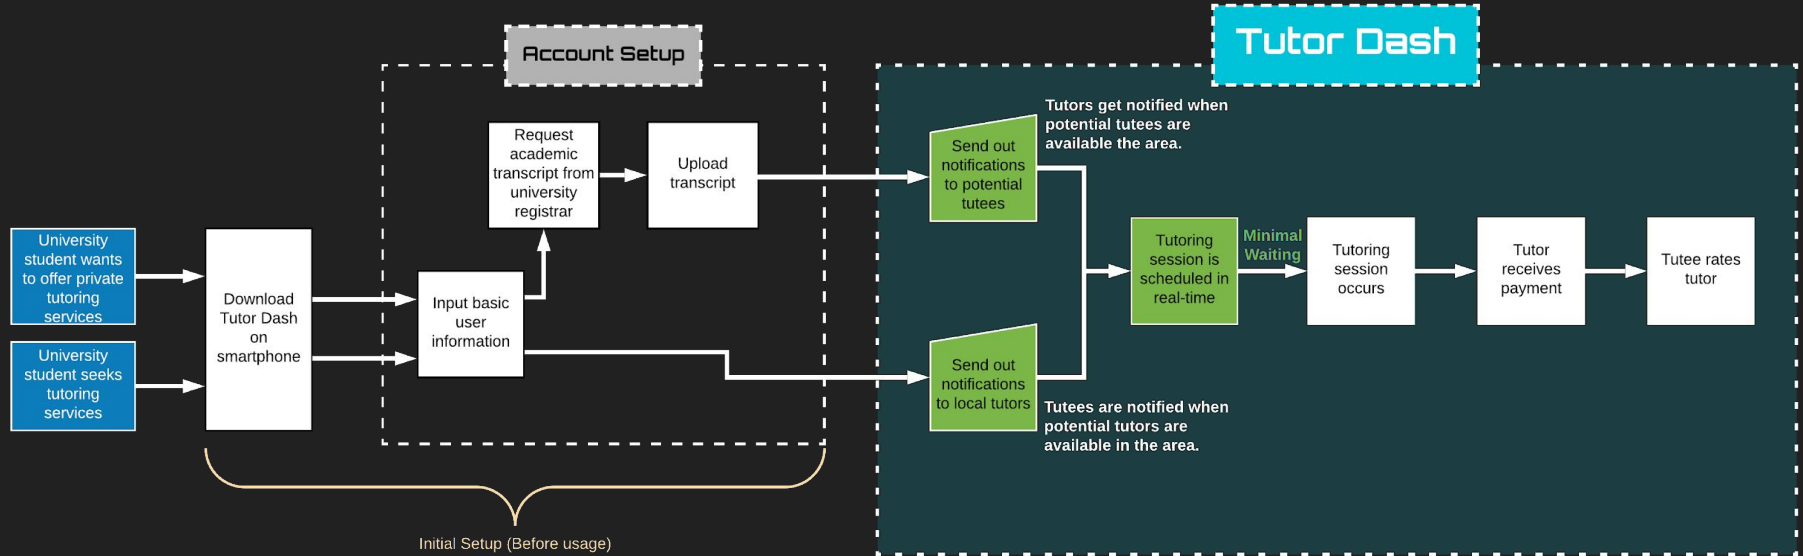 Account Setup
Tutor Dash
University
student wants
to offer private
tutoring
services
University
student seeks
tutoring
services
Download
Tutor Dash
on
smartphone
Input basic
user
information
Request
academic
transcript from
university
registrar
Upload
transcript
Initial Setup (Before usage)
Send out
notifications
to potential
tutees
Tutors get notified when
potential tutees are
available the area.
Send out
notifications
to local tutors
Tutees are notified when
potential tutors are
available in the area.
Tutoring
session is
scheduled in
real-time
Minimal
Waiting
Tutoring
session
occurs
Tutor
receives
payment
Tutee rates
tutor